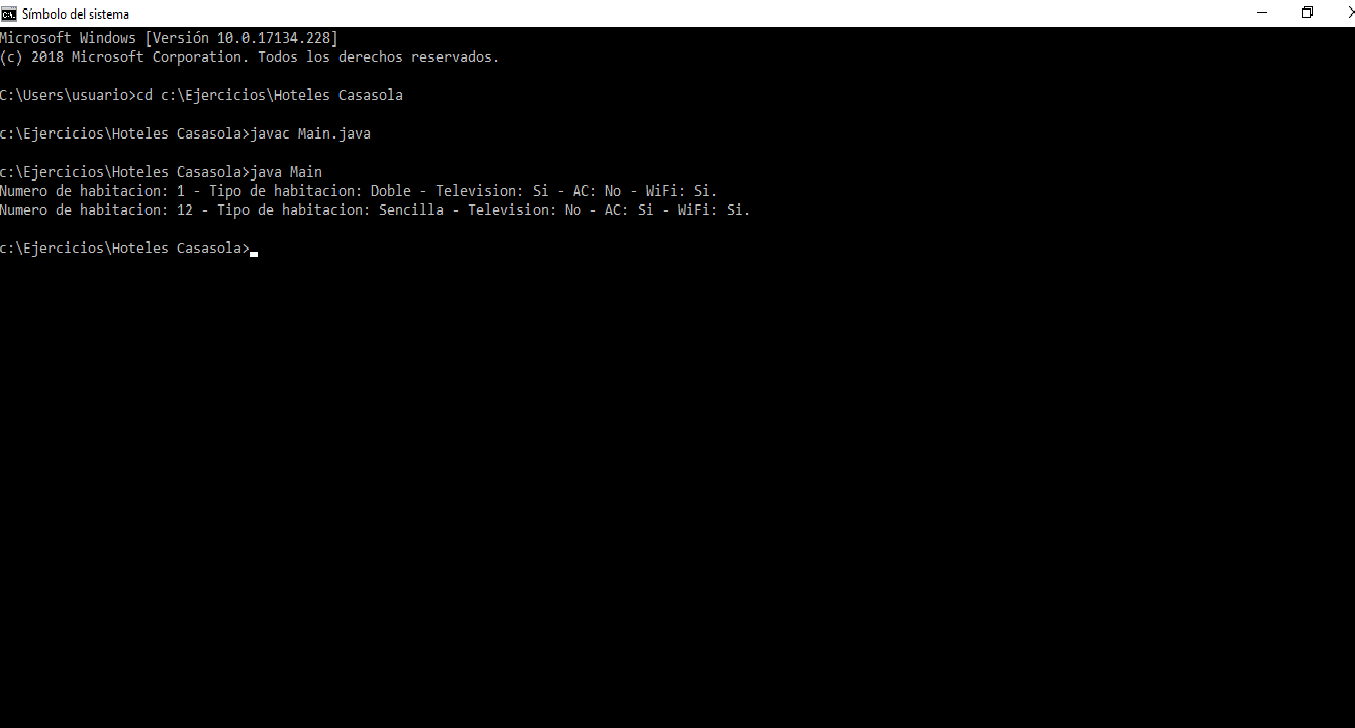 Símbolo del sistema
Microsoft Windows [Versión 10.0.17134.228]
(c) 2018 Microsoft Corporation. Todos los derechos reservados.
C:\Users\usuario>cd c:\Ejercicios\Hoteles Casasola
c:\Ejercicios\Hoteles Casasola>javac Main.java
c:\Ejercicios\Hoteles Casasola>java Main
Numero de habitacion: 1 - Tipo de habitacion: Doble - Television: Si - AC: No - WiFi: Si.
Numero de habitacion: 12 - Tipo de habitacion: Sencilla - Television: No - AC: Si - WiFi: Si.
c:\Ejercicios\Hoteles Casasola>